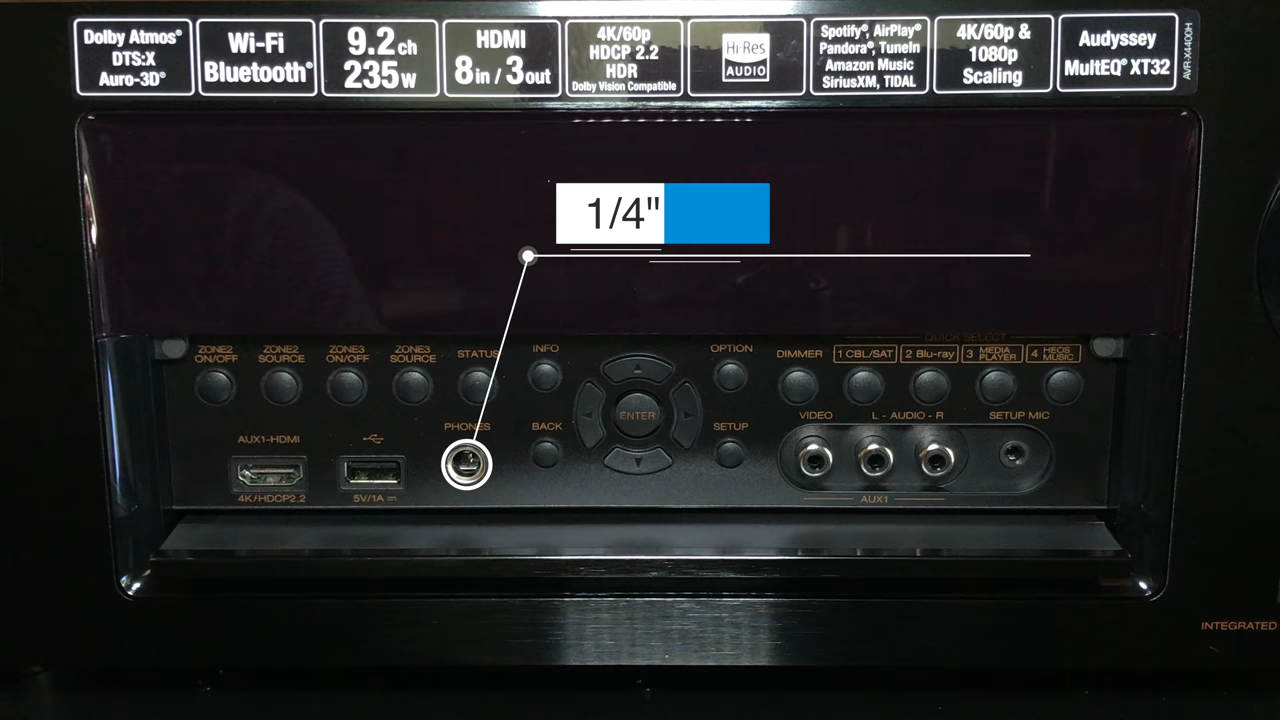 Dolby Atmos®
DTS:X
Auro-3D®
Wi-Fi
Bluetooth®
9.2ch
235w
HDMI
8in / 3out
4K/60p
HDCP 2.2
HDR
Dolby Vision Compatible
Hi-Res
AUDIO
Spotify®, AirPlay®
Pandora®, TuneIn
Amazon Music
SiriusXM, TIDAL
4K/60p &
1080p
Scaling
Audyssey
MultEQ® XT32
AVR-X4400H
1/4"
QUICK SELECT
ZONE2
ON/OFF
ZONE2
SOURCE
ZONE3
ON/OFF
ZONE3
SOURCE
STATUS
INFO
OPTION
DIMMER
1 CBL/SAT
2 Blu-ray
3 MEDIA
PLAYER
4 HEOS
MUSIC
ENTER
AUX1-HDMI
PHONES
BACK
SETUP
VIDEO
L - AUDIO - R
SETUP MIC
4K/HDCP2.2
5V/1A
AUX1
INTEGRATED